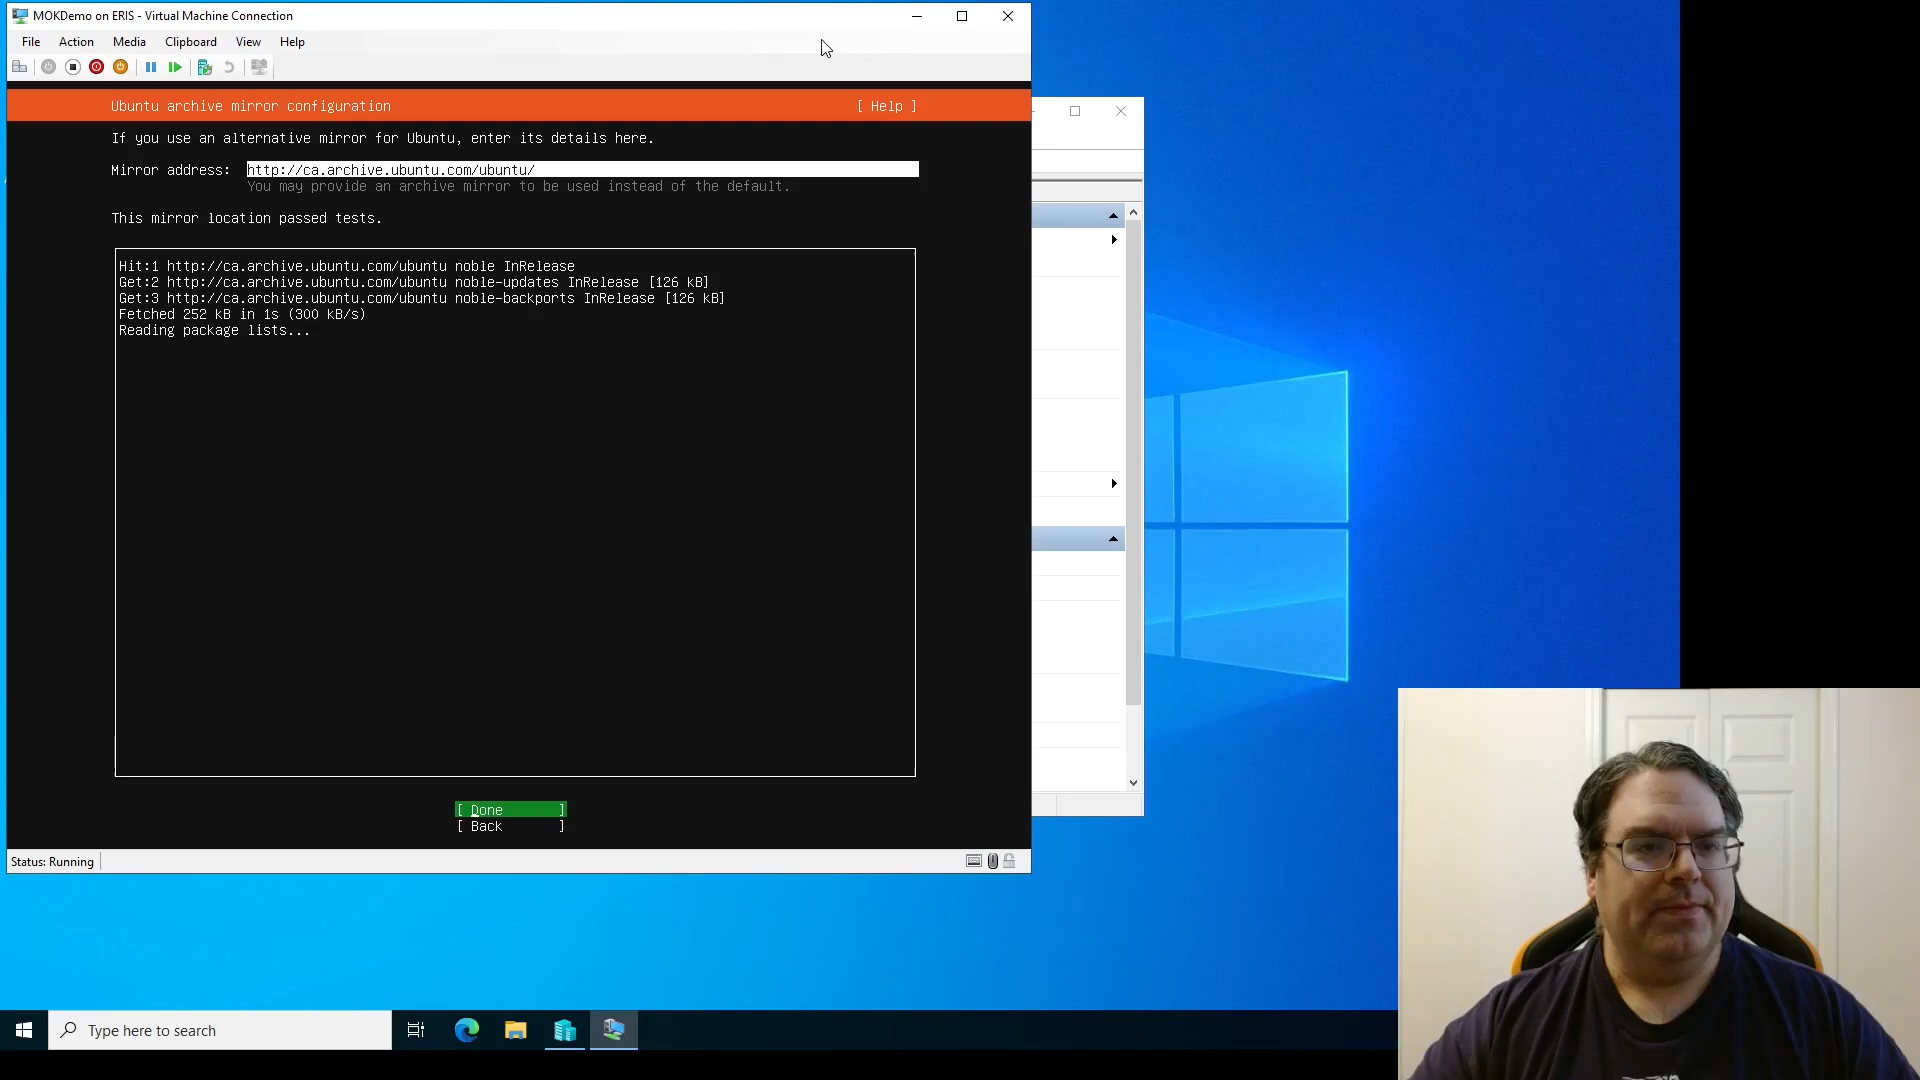 MOKDemo on ERIS - Virtual Machine Connection
File Action Media Clipboard View Help
Ubuntu archive mirror configuration [ Help ]
If you use an alternative mirror for Ubuntu, enter its details here.
Mirror address: http://ca.archive.ubuntu.com/ubuntu/
You may provide an archive mirror to be used instead of the default.
This mirror location passed tests.
Hit:1 http://ca.archive.ubuntu.com/ubuntu noble InRelease
Get:2 http://ca.archive.ubuntu.com/ubuntu noble-updates InRelease [126 kB]
Get:3 http://ca.archive.ubuntu.com/ubuntu noble-backports InRelease [126 kB]
Fetched 252 kB in 1s (300 kB/s)
Reading package lists...
[ Done ]
[ Back ]
Status: Running
Type here to search